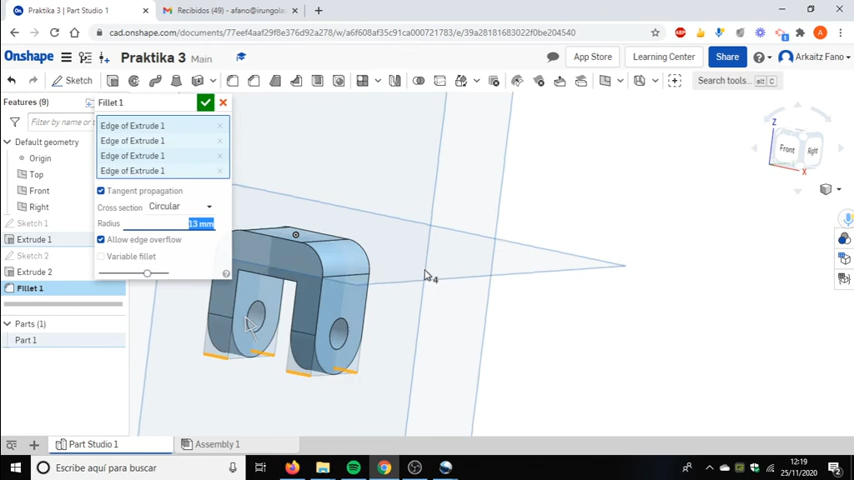 Praktika 3 | Part Studio 1
Recibidos (49) - afano@irungola
cad.onshape.com/documents/77eef4aaf29f8e376d92a278/w/a6f608af35c91ca000721783/e/39a28181683522be204540
Onshape
Praktika 3 Main
App Store
Learning Center
Share
Arkaitz Fano
Sketch
Search tools...
alt C
Features (9)
Filter by name or
Default geometry
Origin
Top
Front
Right
Sketch 1
Extrude 1
Sketch 2
Extrude 2
Fillet 1
Parts (1)
Part 1
Fillet 1
Edge of Extrude 1
Edge of Extrude 1
Edge of Extrude 1
Edge of Extrude 1
Tangent propagation
Cross section Circular
Radius 13 mm
Allow edge overflow
Variable fillet
4
Z
Front
Right
X
Part Studio 1
Assembly 1
Escribe aquí para buscar
12:19
25/11/2020